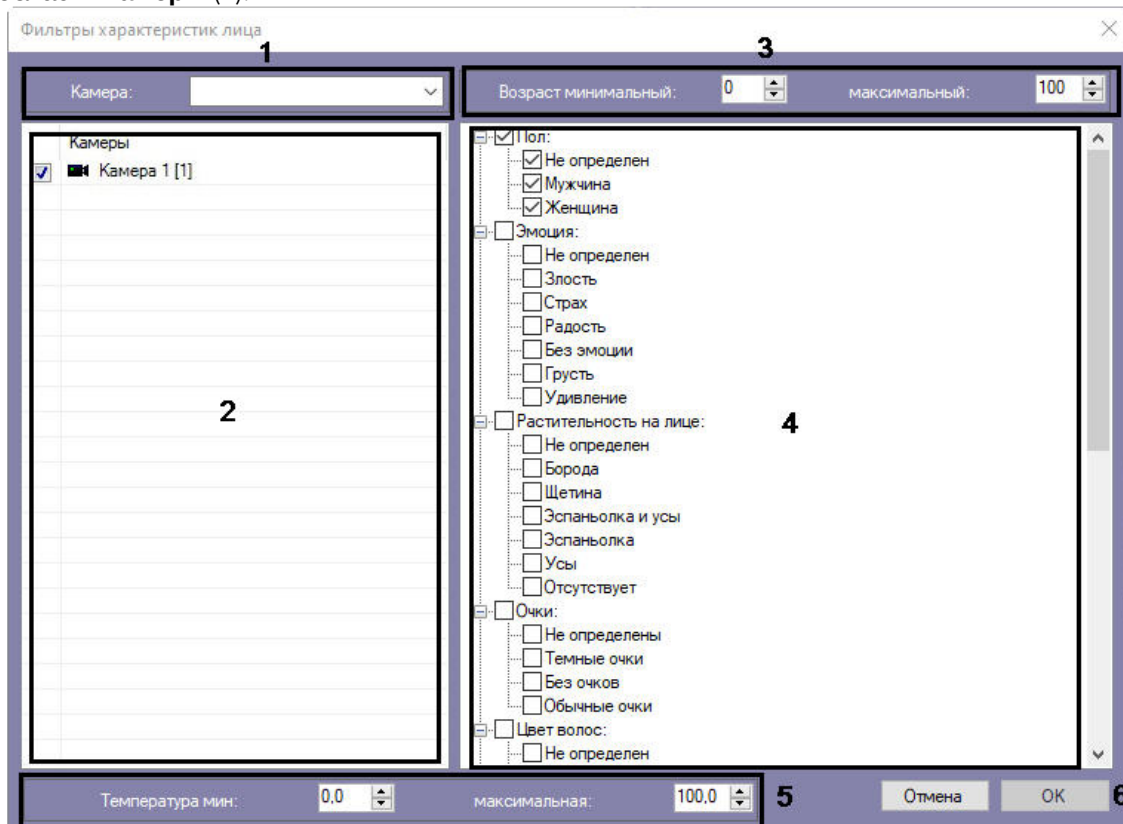 Фильтры характеристик лица
1
3
Камера:
Возраст минимальный: 0 максимальный: 100
Камеры
Камера 1 [1]
2
Пол:
Не определен
Мужчина
Женщина
Эмоция:
Не определен
Злость
Страх
Радость
Без эмоции
Грусть
Удивление
Растительность на лице:
4
Не определен
Борода
Щетина
Эспаньолка и усы
Эспаньолка
Усы
Отсутствует
Очки:
Не определены
Темные очки
Без очков
Обычные очки
Цвет волос:
Не определен
Температура мин: 0,0 максимальная: 100,0
5
Отмена
OK
6